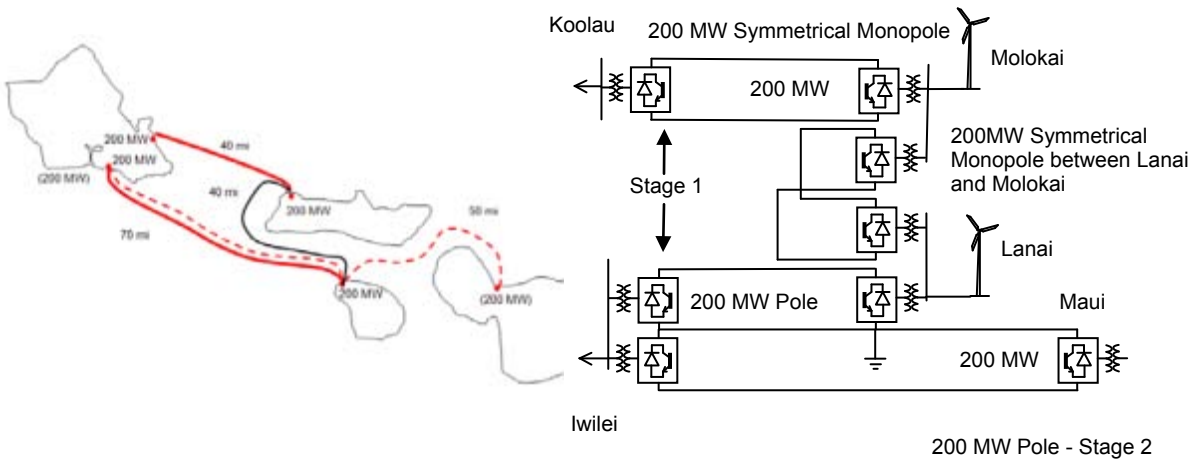 200 MW
200 MW
(200 MW)
40 mi
40 mi
70 mi
200 MW
50 mi
200 MW
(200 MW)
Koolau
200 MW Symmetrical Monopole
Molokai
200 MW
200MW Symmetrical
Monopole between Lanai
and Molokai
Stage 1
Lanai
200 MW Pole
Maui
200 MW
Iwilei
200 MW Pole - Stage 2